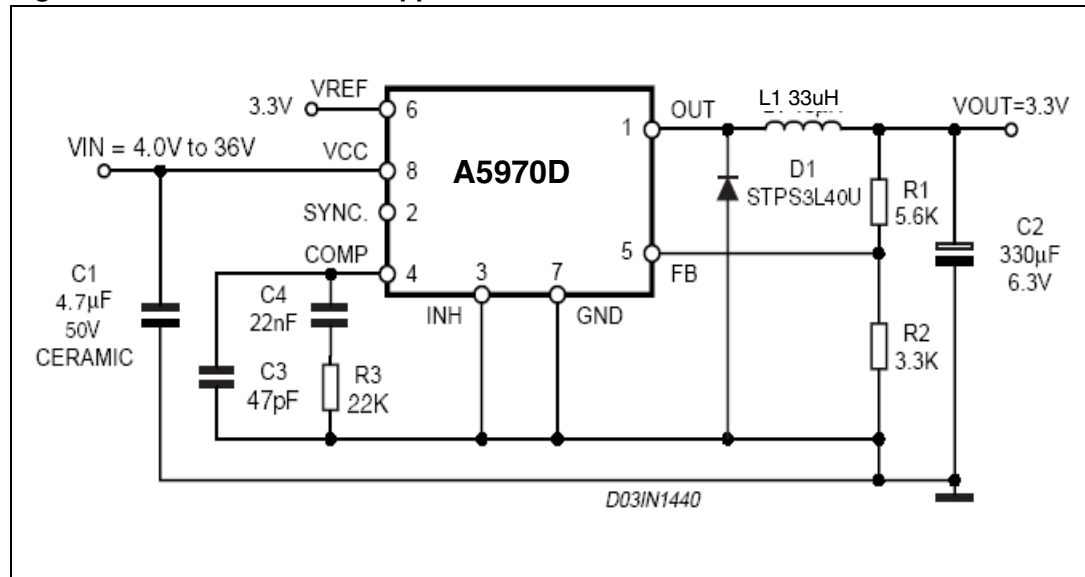 VREF
3.3V
6
1
OUT
L1 33uH
VOUT=3.3V
VIN = 4.0V to 36V
VCC
8
A5970D
D1
STPS3L40U
R1
5.6K
SYNC.
2
COMP
4
3
7
5
FB
C2
330µF
6.3V
C1
4.7µF
50V
CERAMIC
C4
22nF
INH
GND
R2
3.3K
C3
47pF
R3
22K
D03IN1440